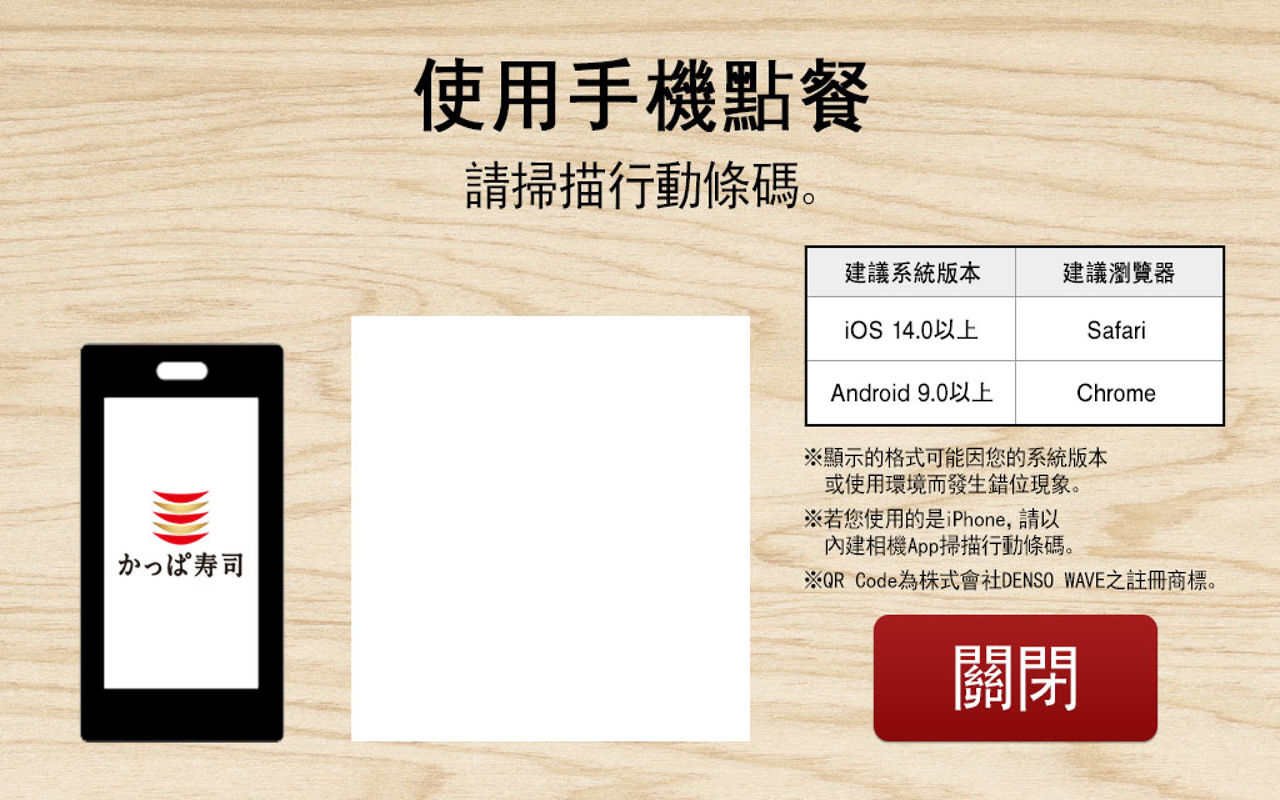 使用手機點餐
請掃描行動條碼。
かっぱ寿司
建議系統版本 建議瀏覽器
iOS 14.0以上 Safari
Android 9.0以上 Chrome
※顯示的格式可能因您的系統版本
或使用環境而發生錯位現象。
※若您使用的是iPhone，請以
內建相機App掃描行動條碼。
※QR Code為株式會社DENSO WAVE之註冊商標。
關閉